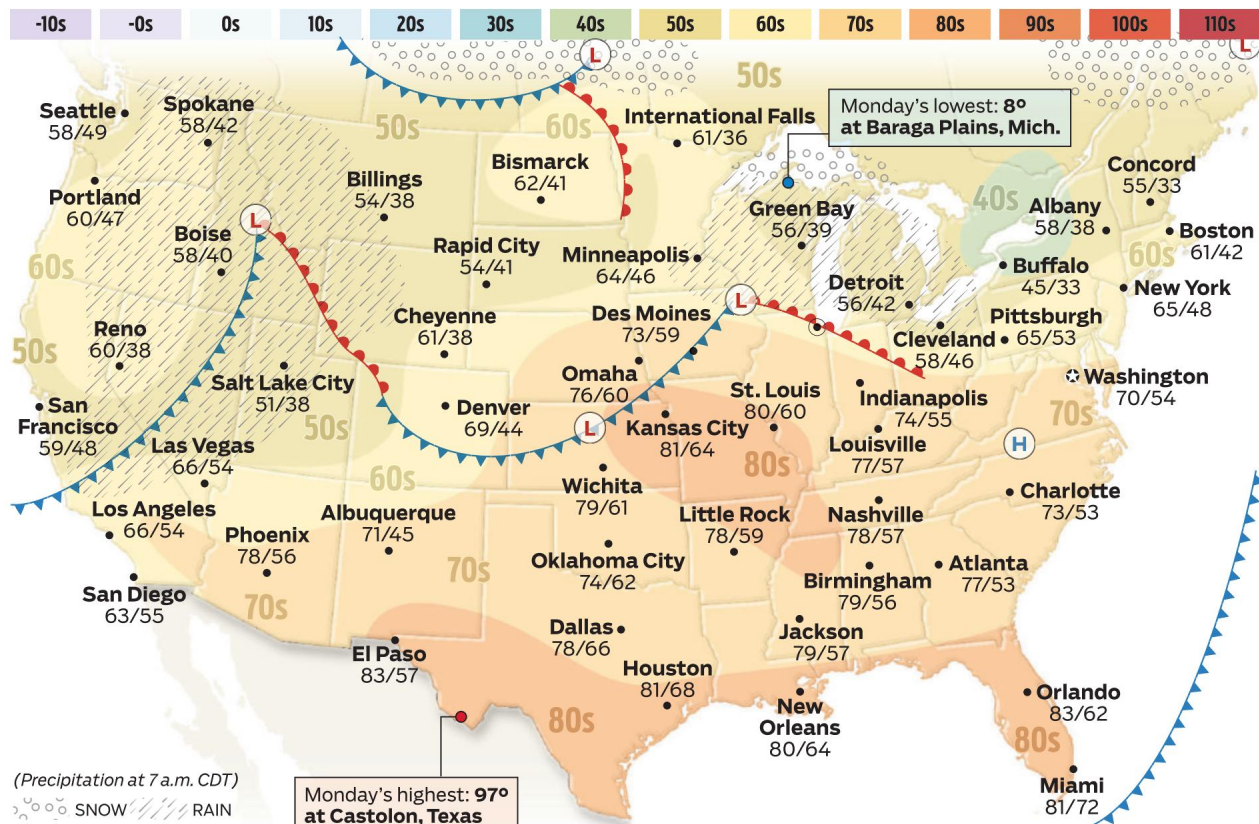 -10s -0s 0s 10s 20s 30s 40s 50s 60s 70s 80s 90s 100s 110s
L
L
50s
Seattle
58/49
Spokane
58/42
50s
60s
International Falls
61/36
Monday's lowest: 8º
at Baraga Plains, Mich.
Portland
60/47
Billings
54/38
Bismarck
62/41
Concord
55/33
40s
L
Boise
58/40
Rapid City
54/41
Minneapolis
64/46
Green Bay
56/39
Albany
58/38
Boston
61/42
60s
60s
Buffalo
45/33
Detroit
56/42
New York
65/48
L
Reno
60/38
Cheyenne
61/38
Des Moines
73/59
Cleveland
58/46
Pittsburgh
65/53
50s
Salt Lake City
51/38
Omaha
76/60
St. Louis
80/60
Indianapolis
74/55
Washington
70/54
San
Francisco
59/48
Denver
69/44
L
Kansas City
81/64
Louisville
77/57
70s
H
50s
Las Vegas
66/54
60s
80s
Wichita
79/61
Charlotte
73/53
Los Angeles
66/54
Phoenix
78/56
Albuquerque
71/45
Little Rock
78/59
Nashville
78/57
70s
Oklahoma City
74/62
Birmingham
79/56
Atlanta
77/53
San Diego
63/55
70s
El Paso
83/57
Dallas
78/66
Jackson
79/57
Houston
81/68
New
Orleans
80/64
Orlando
83/62
80s
80s
Miami
81/72
(Precipitation at 7 a.m. CDT)
SNOW RAIN
Monday's highest: 97º
at Castolon, Texas